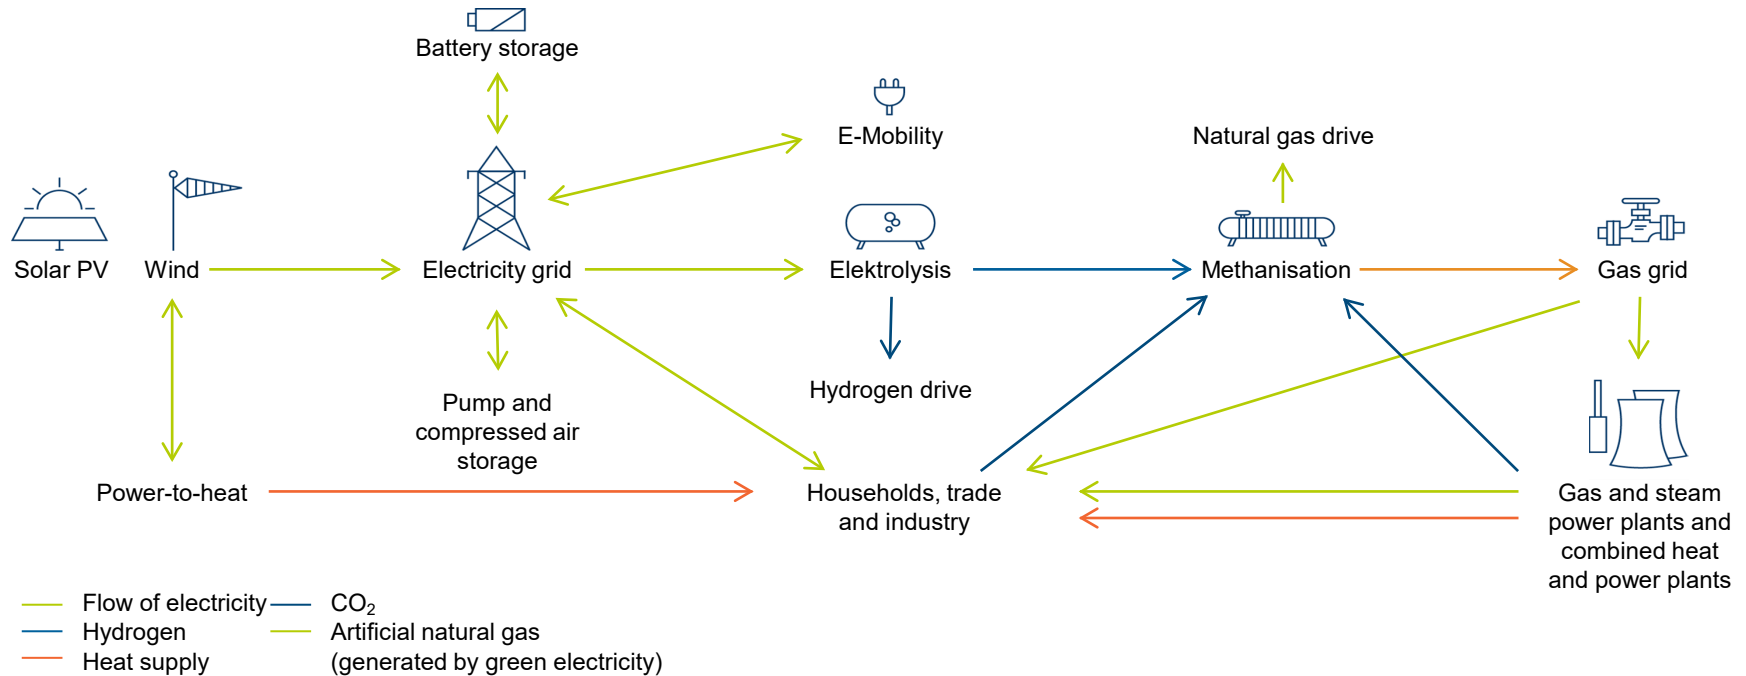 Battery storage
E-Mobility
Natural gas drive
Solar PV
Wind
Electricity grid
Elektrolysis
Methanisation
Gas grid
Hydrogen drive
Pump and
compressed air
storage
Power-to-heat
Households, trade
and industry
Gas and steam
power plants and
combined heat
and power plants
Flow of electricity
Hydrogen
Heat supply
CO₂
Artificial natural gas
(generated by green electricity)